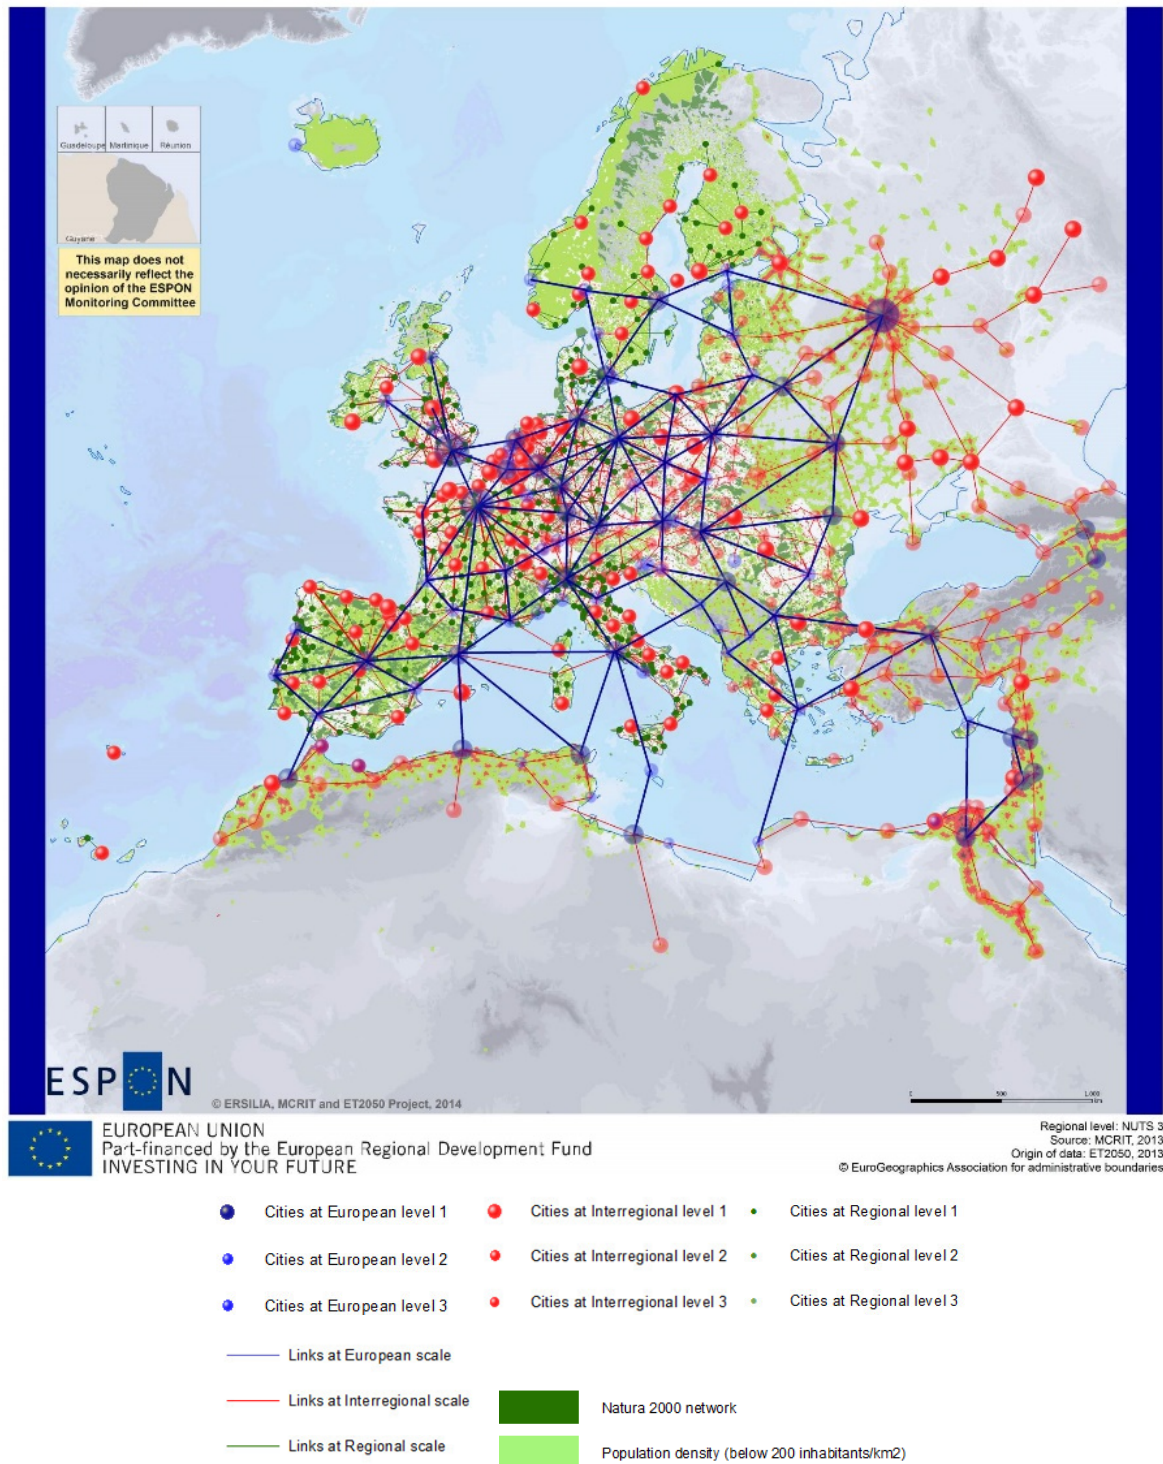 Guadeloupe Martinique Réunion
Guyane
This map does not
necessarily reflect the
opinion of the ESPON
Monitoring Committee
ESPON
© ERSILIA, MCRIT and ET2050 Project, 2014
0 500 1.000
km
EUROPEAN UNION
Part-financed by the European Regional Development Fund
INVESTING IN YOUR FUTURE
Regional level: NUTS 3
Source: MCRIT, 2013
Origin of data: ET2050, 2013
© EuroGeographics Association for administrative boundaries
Cities at European level 1 Cities at Interregional level 1 Cities at Regional level 1
Cities at European level 2 Cities at Interregional level 2 Cities at Regional level 2
Cities at European level 3 Cities at Interregional level 3 Cities at Regional level 3
Links at European scale
Links at Interregional scale Natura 2000 network
Links at Regional scale Population density (below 200 inhabitants/km2)